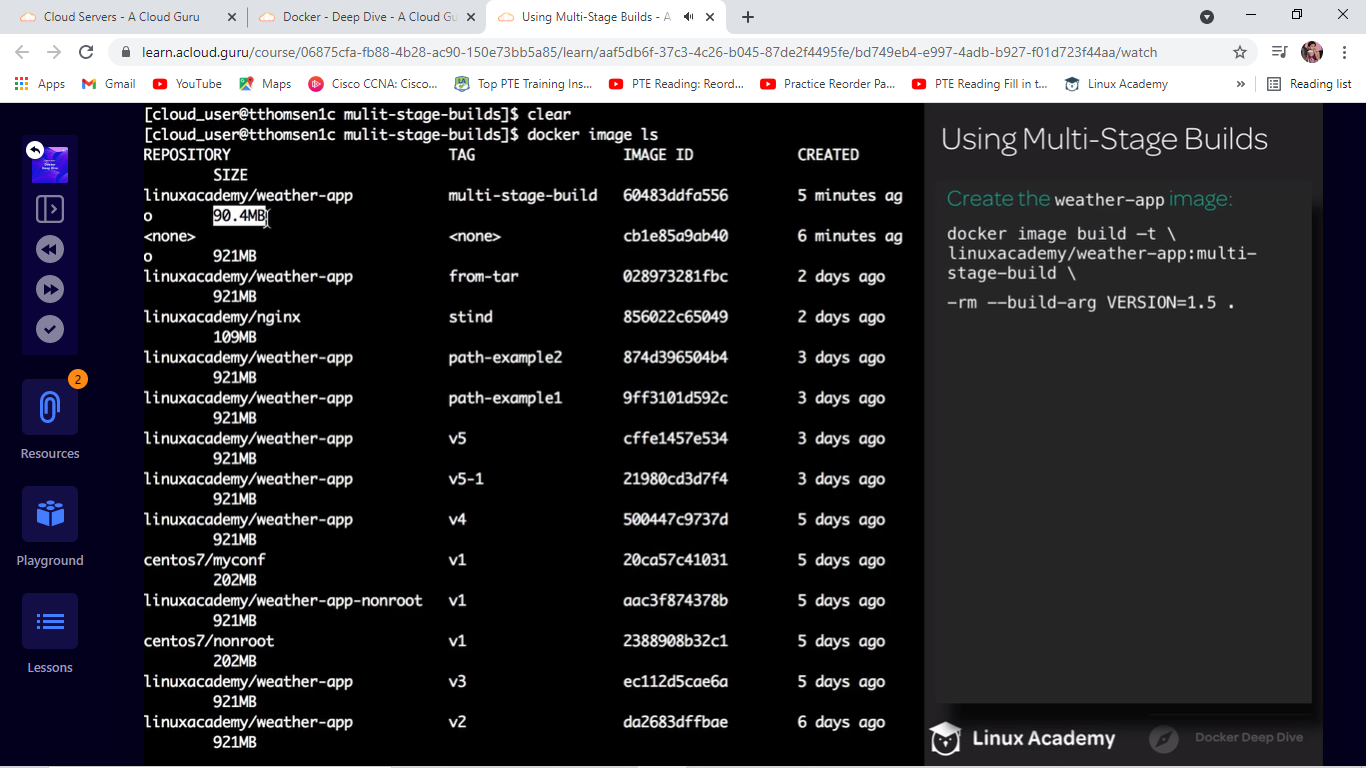 Cloud Servers - A Cloud Guru
Docker - Deep Dive - A Cloud Gu
Using Multi-Stage Builds - A
learn.acloud.guru/course/06875cfa-fb88-4b28-ac90-150e73bb5a85/learn/aaf5db6f-37c3-4c26-b045-87de2f4495fe/bd749eb4-e997-4adb-b927-f01d723f44aa/watch
Apps
Gmail
YouTube
Maps
Cisco CCNA: Cisco...
Top PTE Training Ins...
PTE Reading: Reord...
Practice Reorder Pa...
PTE Reading Fill in t...
Linux Academy
»
Reading list
2
Resources
Playground
Lessons
[cloud_user@tthomsen1c mulit-stage-builds]$ clear
[cloud_user@tthomsen1c mulit-stage-builds]$ docker image ls
REPOSITORY TAG IMAGE ID CREATED
SIZE
linuxacademy/weather-app multi-stage-build 60483ddfa556 5 minutes ag
o 90.4MB
<none> <none> cb1e85a9ab40 6 minutes ag
o 921MB
linuxacademy/weather-app from-tar 028973281fbc 2 days ago
921MB
linuxacademy/nginx stind 856022c65049 2 days ago
109MB
linuxacademy/weather-app path-example2 874d396504b4 3 days ago
921MB
linuxacademy/weather-app path-example1 9ff3101d592c 3 days ago
921MB
linuxacademy/weather-app v5 cffe1457e534 3 days ago
921MB
linuxacademy/weather-app v5-1 21980cd3d7f4 3 days ago
921MB
linuxacademy/weather-app v4 500447c9737d 5 days ago
921MB
centos7/myconf v1 20ca57c41031 5 days ago
202MB
linuxacademy/weather-app-nonroot v1 aac3f874378b 5 days ago
921MB
centos7/nonroot v1 2388908b32c1 5 days ago
202MB
linuxacademy/weather-app v3 ec112d5cae6a 5 days ago
921MB
linuxacademy/weather-app v2 da2683dffbae 6 days ago
921MB
Using Multi-Stage Builds
Create the weather-app image:
docker image build –t \
linuxacademy/weather-app:multi-
stage-build \
-rm --build-arg VERSION=1.5 .
Linux Academy
Docker Deep Dive